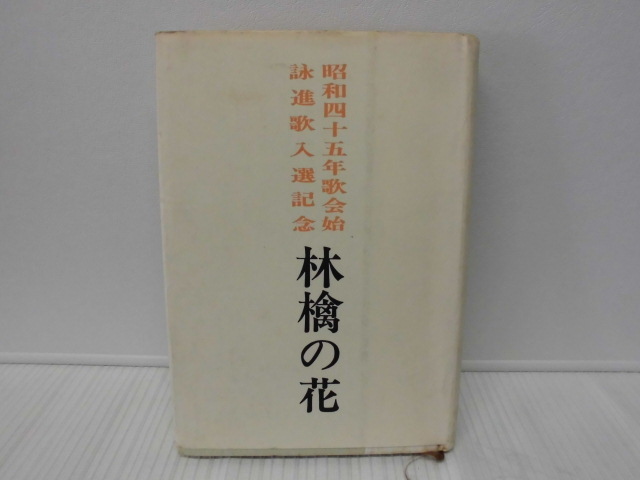 昭和四十五年歌会始
詠進歌入選記念
林檎の花